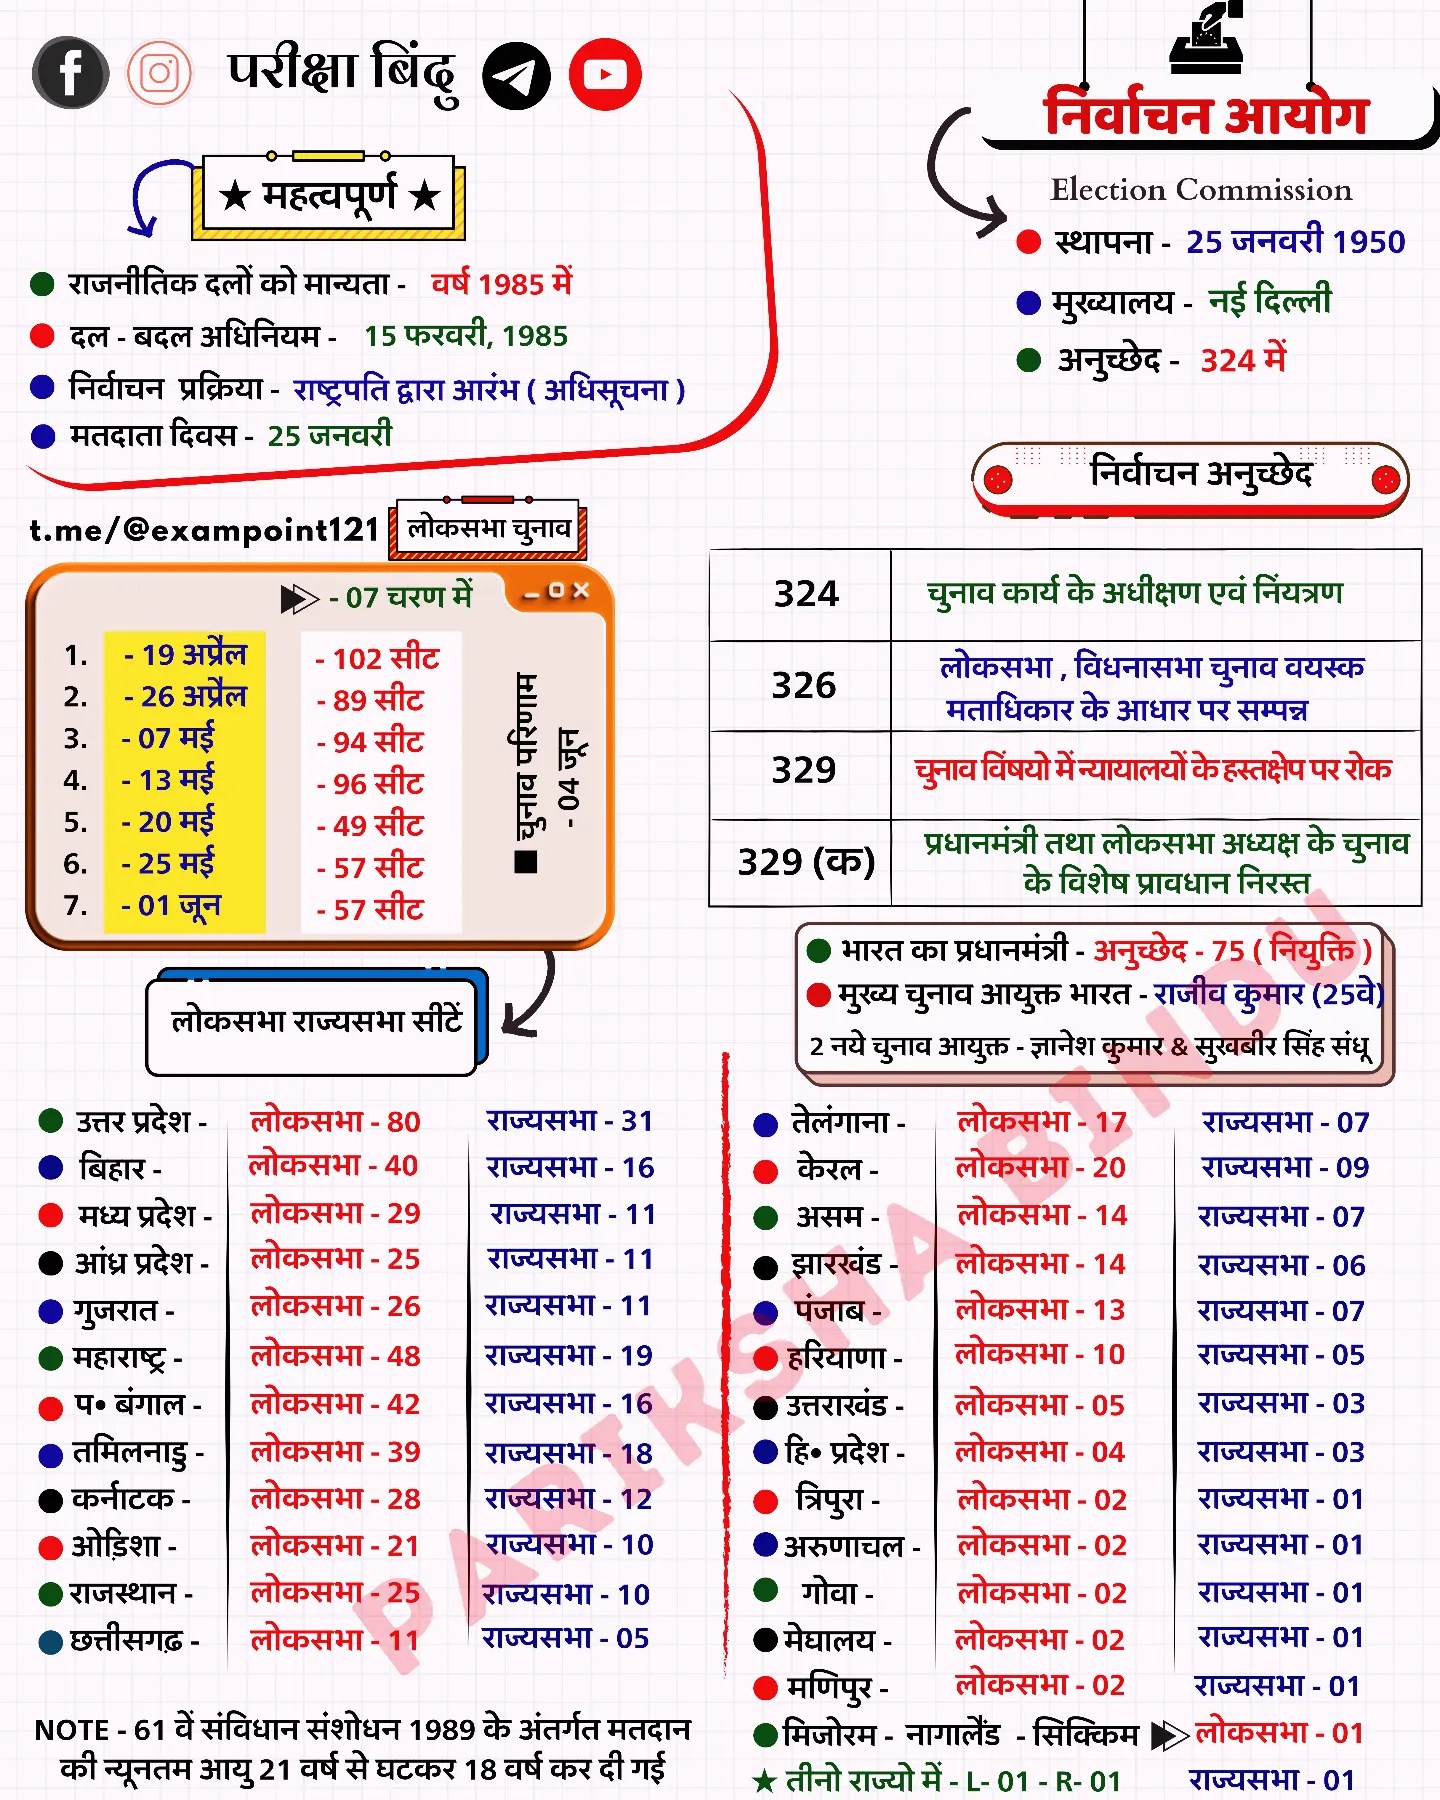 परीक्षा बिंदु
निर्वाचन आयोग
Election Commission
स्थापना - 25 जनवरी 1950
मुख्यालय - नई दिल्ली
अनुच्छेद - 324 में
★ महत्वपूर्ण ★
राजनीतिक दलों को मान्यता - वर्ष 1985 में
दल - बदल अधिनियम - 15 फरवरी, 1985
निर्वाचन प्रक्रिया - राष्ट्रपति द्वारा आरंभ ( अधिसूचना )
मतदाता दिवस - 25 जनवरी
t.me/@exampoint121
लोकसभा चुनाव
- 07 चरण में
1. - 19 अप्रैल - 102 सीट
2. - 26 अप्रैल - 89 सीट
3. - 07 मई - 94 सीट
4. - 13 मई - 96 सीट
5. - 20 मई - 49 सीट
6. - 25 मई - 57 सीट
7. - 01 जून - 57 सीट
■ चुनाव परिणाम
- 04 जून
निर्वाचन अनुच्छेद
324 चुनाव कार्य के अधीक्षण एवं निंयत्रण
326 लोकसभा , विधनासभा चुनाव वयस्क
मताधिकार के आधार पर सम्पन्न
329 चुनाव विंषयो में न्यायालयों के हस्तक्षेप पर रोक
329 (क) प्रधानमंत्री तथा लोकसभा अध्यक्ष के चुनाव
के विशेष प्रावधान निरस्त
भारत का प्रधानमंत्री - अनुच्छेद - 75 ( नियुक्ति )
मुख्य चुनाव आयुक्त भारत - राजीव कुमार (25वे)
2 नये चुनाव आयुक्त - ज्ञानेश कुमार & सुखबीर सिंह संधू
लोकसभा राज्यसभा सीटें
उत्तर प्रदेश - लोकसभा - 80 राज्यसभा - 31
बिहार - लोकसभा - 40 राज्यसभा - 16
मध्य प्रदेश - लोकसभा - 29 राज्यसभा - 11
आंध्र प्रदेश - लोकसभा - 25 राज्यसभा - 11
गुजरात - लोकसभा - 26 राज्यसभा - 11
महाराष्ट्र - लोकसभा - 48 राज्यसभा - 19
प• बंगाल - लोकसभा - 42 राज्यसभा - 16
तमिलनाडु - लोकसभा - 39 राज्यसभा - 18
कर्नाटक - लोकसभा - 28 राज्यसभा - 12
ओड़िशा - लोकसभा - 21 राज्यसभा - 10
राजस्थान - लोकसभा - 25 राज्यसभा - 10
छत्तीसगढ़ - लोकसभा - 11 राज्यसभा - 05
NOTE - 61 वें संविधान संशोधन 1989 के अंतर्गत मतदान
की न्यूनतम आयु 21 वर्ष से घटकर 18 वर्ष कर दी गई
तेलंगाना - लोकसभा - 17 राज्यसभा - 07
केरल - लोकसभा - 20 राज्यसभा - 09
असम - लोकसभा - 14 राज्यसभा - 07
झारखंड - लोकसभा - 14 राज्यसभा - 06
पंजाब - लोकसभा - 13 राज्यसभा - 07
हरियाणा - लोकसभा - 10 राज्यसभा - 05
उत्तराखंड - लोकसभा - 05 राज्यसभा - 03
हि• प्रदेश - लोकसभा - 04 राज्यसभा - 03
त्रिपुरा - लोकसभा - 02 राज्यसभा - 01
अरुणाचल - लोकसभा - 02 राज्यसभा - 01
गोवा - लोकसभा - 02 राज्यसभा - 01
मेघालय - लोकसभा - 02 राज्यसभा - 01
मणिपुर - लोकसभा - 02 राज्यसभा - 01
मिजोरम - नागालैंड - सिक्किम लोकसभा - 01
★ तीनो राज्यो में - L- 01 - R- 01 राज्यसभा - 01
PARIKSHA BINDU